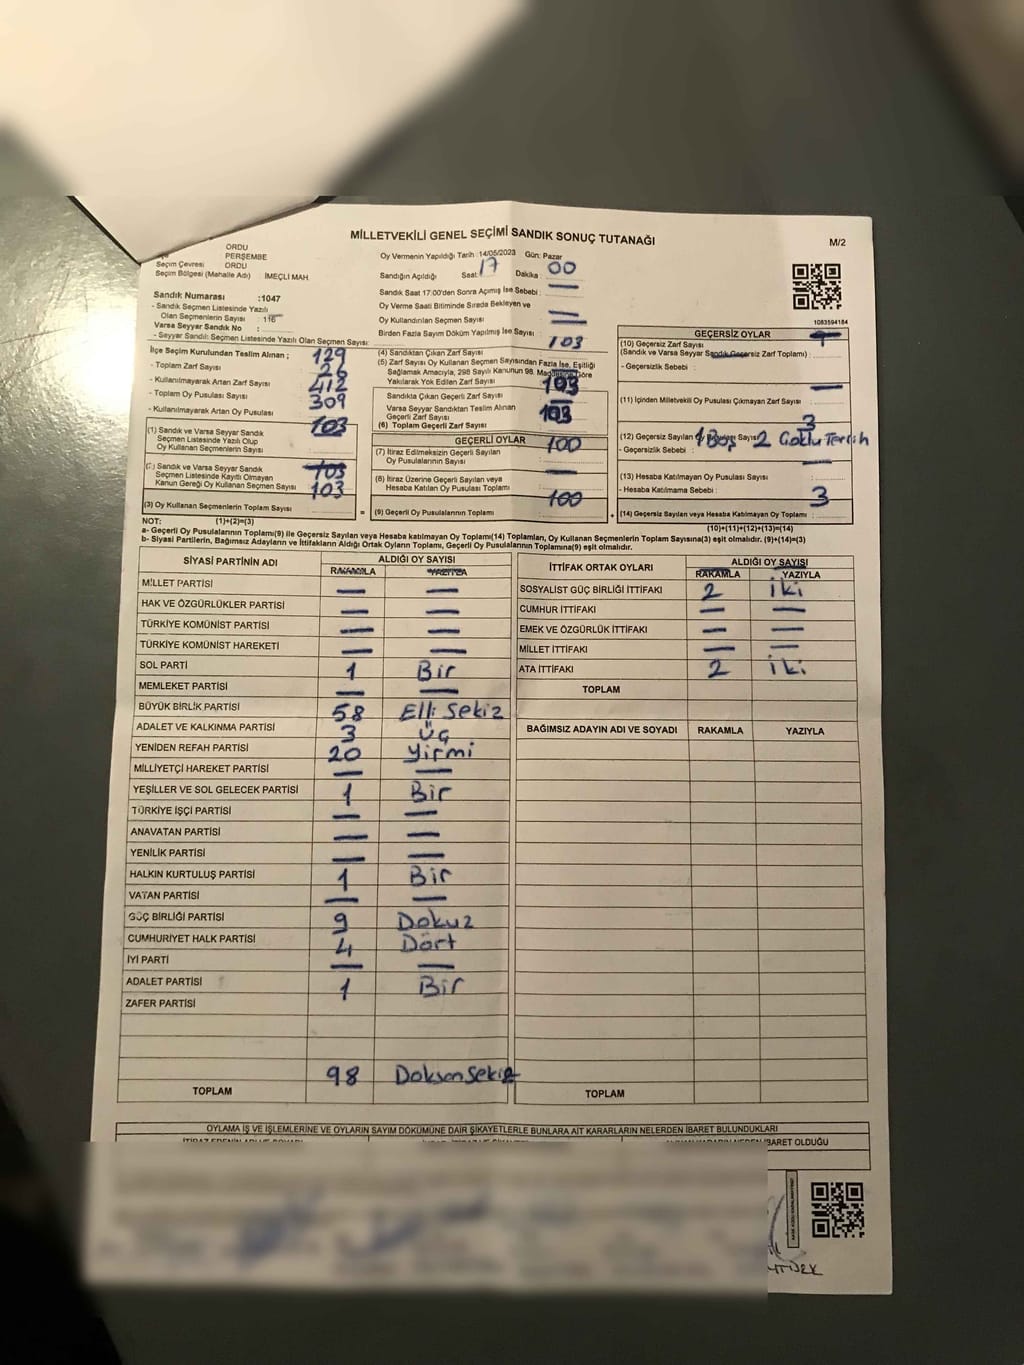 MİLLETVEKİLİ GENEL SEÇİMİ SANDIK SONUÇ TUTANAĞI
M/2
ORDU
PERŞEMBE
Seçim Çevresi : ORDU
Seçim Bölgesi (Mahalle Adı) : İMEÇLİ MAH.
Sandık Numarası :1047
- Sandık Seçmen Listesinde Yazılı
Olan Seçmenlerin Sayısı : 116
Varsa Seyyar Sandık No :
- Seyyar Sandık Seçmen Listesinde Yazılı Olan Seçmen Sayısı:
Oy Vermenin Yapıldığı Tarih :14/05/2023 Gün: Pazar
Sandığın Açıldığı Saat: 17 Dakika : 00
Sandık Saat 17:00'den Sonra Açılmış İse Sebebi : —
Oy Verme Saati Bitiminde Sırada Bekleyen ve
Oy Kullandırılan Seçmen Sayısı : —
Birden Fazla Sayım Döküm Yapılmış İse Sayısı : —
1083594184
İlçe Seçim Kurulundan Teslim Alınan ;
- Toplam Zarf Sayısı 129
- Kullanılmayarak Artan Zarf Sayısı 26
- Toplam Oy Pusulası Sayısı 412
- Kullanılmayarak Artan Oy Pusulası 309
(1) Sandık ve Varsa Seyyar Sandık
Seçmen Listesinde Yazılı Olup
Oy Kullanan Seçmenlerin Sayısı 103
(2) Sandık ve Varsa Seyyar Sandık
Seçmen Listesinde Kayıtlı Olmayan
Kanun Gereği Oy Kullanan Seçmen Sayısı
(3) Oy Kullanan Seçmenlerin Toplam Sayısı 103
(4) Sandıktan Çıkan Zarf Sayısı 103
(5) Zarf Sayısı Oy Kullanan Seçmen Sayısından Fazla İse, Eşitliği
Sağlamak Amacıyla, 298 Sayılı Kanunun 98. Maddesine Göre
Yakılarak Yok Edilen Zarf Sayısı
Sandıkta Çıkan Geçerli Zarf Sayısı 103
Varsa Seyyar Sandıktan Teslim Alınan
Geçerli Zarf Sayısı —
(6) Toplam Geçerli Zarf Sayısı 103
GEÇERLİ OYLAR
(7) İtiraz Edilmeksizin Geçerli Sayılan
Oy Pusulalarının Sayısı 100
(8) İtiraz Üzerine Geçerli Sayılan veya
Hesaba Katılan Oy Pusulası Toplamı —
= (9) Geçerli Oy Pusulalarının Toplamı 100
GEÇERSİZ OYLAR
(10) Geçersiz Zarf Sayısı
(Sandık ve Varsa Seyyar Sandık Geçersiz Zarf Toplamı)
- Geçersizlik Sebebi : —
(11) İçinden Milletvekili Oy Pusulası Çıkmayan Zarf Sayısı —
(12) Geçersiz Sayılan Oy Pusulası Sayısı 3
- Geçersizlik Sebebi : 1 Boş 2 Çoklu Tercih
(13) Hesaba Katılmayan Oy Pusulası Sayısı —
- Hesaba Katılmama Sebebi :
+ (14) Geçersiz Sayılan veya Hesaba Katılmayan Oy Toplamı 3
NOT: (1)+(2)=(3)
(10)+(11)+(12)+(13)=(14)
a- Geçerli Oy Pusulalarının Toplamı(9) ile Geçersiz Sayılan veya Hesaba katılmayan Oy Toplamı(14) Toplamları, Oy Kullanan Seçmenlerin Toplam Sayısına(3) eşit olmalıdır. (9)+(14)=(3)
b- Siyasi Partilerin, Bağımsız Adayların ve İttifakların Aldığı Ortak Oyların Toplamı, Geçerli Oy Pusulalarının Toplamına(9) eşit olmalıdır.
SİYASİ PARTİNİN ADI ALDIĞI OY SAYISI
RAKAMLA YAZIYLA
MİLLET PARTİSİ — —
HAK VE ÖZGÜRLÜKLER PARTİSİ — —
TÜRKİYE KOMÜNİST PARTİSİ — —
TÜRKİYE KOMÜNİST HAREKETİ — —
SOL PARTİ 1 Bir
MEMLEKET PARTİSİ — —
BÜYÜK BİRLİK PARTİSİ 58 Elli Sekiz
ADALET VE KALKINMA PARTİSİ 3 Üç
YENİDEN REFAH PARTİSİ 20 Yirmi
MİLLİYETÇİ HAREKET PARTİSİ — —
YEŞİLLER VE SOL GELECEK PARTİSİ 1 Bir
TÜRKİYE İŞÇİ PARTİSİ — —
ANAVATAN PARTİSİ — —
YENİLİK PARTİSİ — —
HALKIN KURTULUŞ PARTİSİ 1 Bir
VATAN PARTİSİ — —
GÜÇ BİRLİĞİ PARTİSİ 9 Dokuz
CUMHURİYET HALK PARTİSİ 4 Dört
İYİ PARTİ — —
ADALET PARTİSİ 1 Bir
ZAFER PARTİSİ
TOPLAM 98 Doksan Sekiz
İTTİFAK ORTAK OYLARI ALDIĞI OY SAYISI
RAKAMLA YAZIYLA
SOSYALİST GÜÇ BİRLİĞİ İTTİFAKI 2 iki
CUMHUR İTTİFAKI — —
EMEK VE ÖZGÜRLÜK İTTİFAKI — —
MİLLET İTTİFAKI — —
ATA İTTİFAKI 2 iki
TOPLAM
BAĞIMSIZ ADAYIN ADI VE SOYADI RAKAMLA YAZIYLA
TOPLAM
OYLAMA İŞ VE İŞLEMLERİNE VE OYLARIN SAYIM DÖKÜMÜNE DAİR ŞİKAYETLERLE BUNLARA AİT KARARLARIN NELERDEN İBARET BULUNDUKLARI
İBARET OLDUĞU